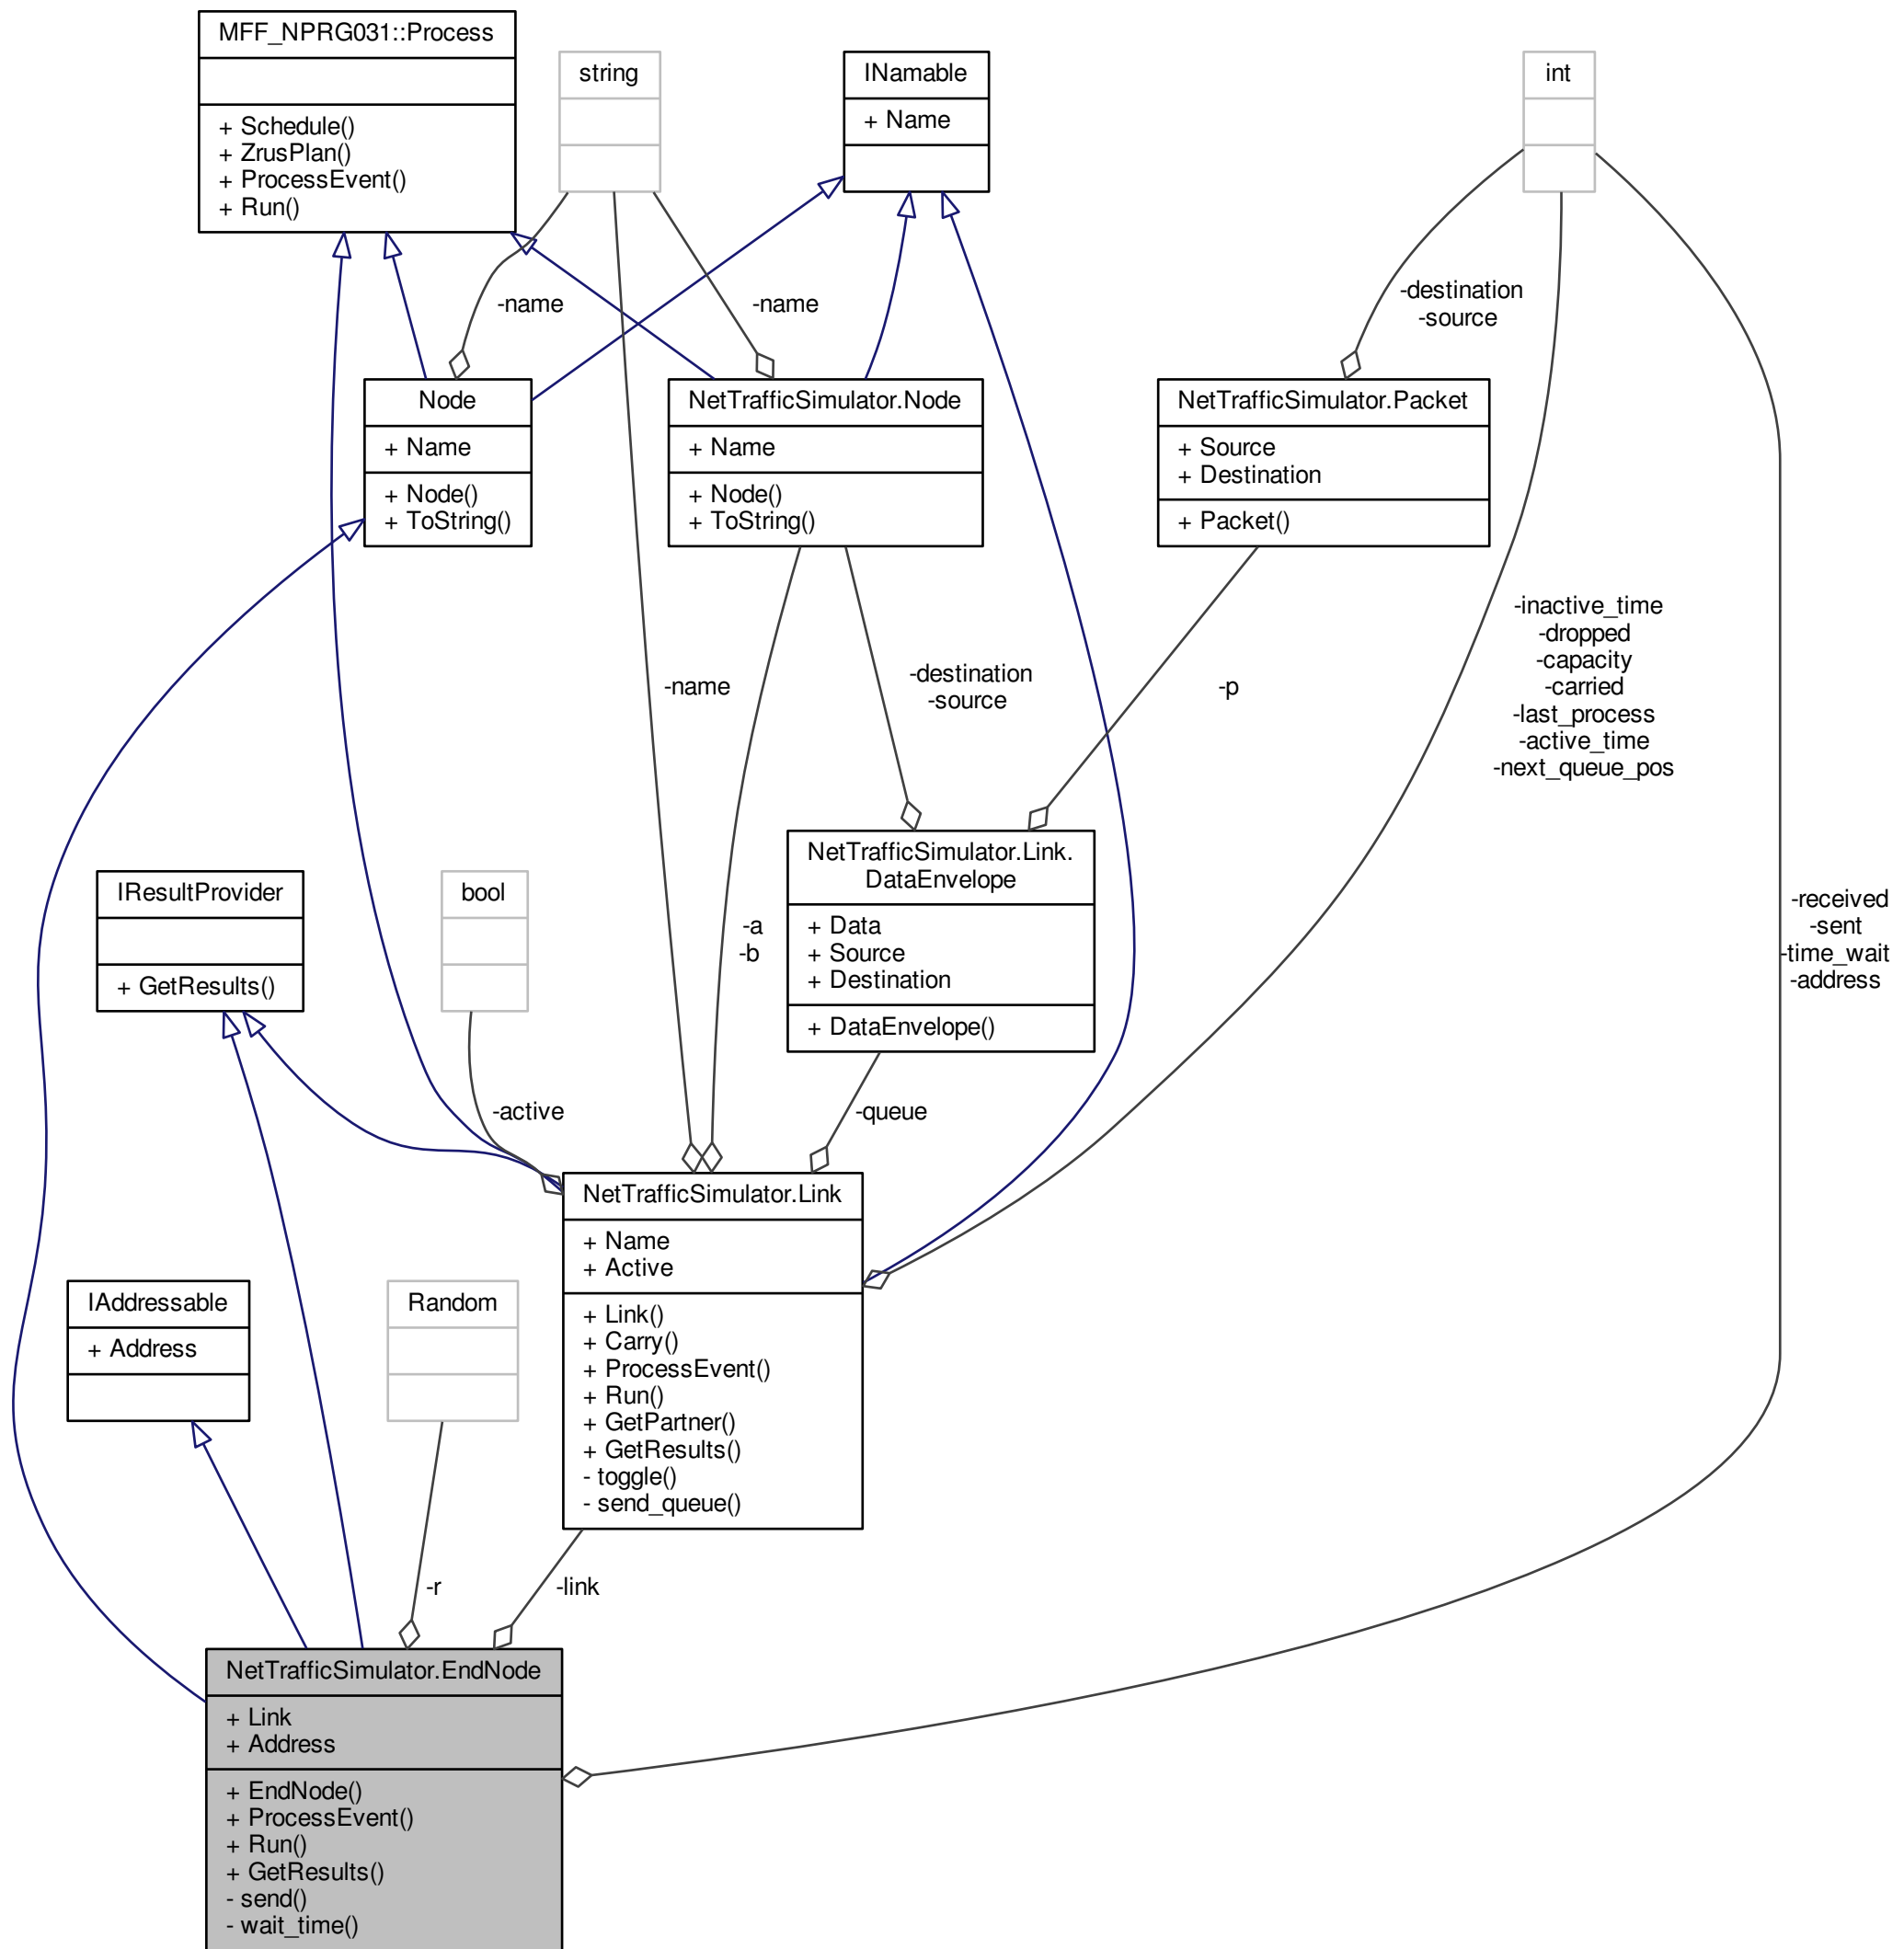 MFF_NPRG031::Process
+ Schedule()
+ ZrusPlan()
+ ProcessEvent()
+ Run()
string
INamable
+ Name
int
-name
-name
-destination
-source
Node
+ Name
+ Node()
+ ToString()
NetTrafficSimulator.Node
+ Name
+ Node()
+ ToString()
NetTrafficSimulator.Packet
+ Source
+ Destination
+ Packet()
-name
-destination
-source
-p
-inactive_time
-dropped
-capacity
-carried
-last_process
-active_time
-next_queue_pos
IResultProvider
+ GetResults()
bool
-a
-b
NetTrafficSimulator.Link.
DataEnvelope
+ Data
+ Source
+ Destination
+ DataEnvelope()
-received
-sent
-time_wait
-address
-active
-queue
IAddressable
+ Address
Random
NetTrafficSimulator.Link
+ Name
+ Active
+ Link()
+ Carry()
+ ProcessEvent()
+ Run()
+ GetPartner()
+ GetResults()
- toggle()
- send_queue()
-r
-link
NetTrafficSimulator.EndNode
+ Link
+ Address
+ EndNode()
+ ProcessEvent()
+ Run()
+ GetResults()
- send()
- wait_time()